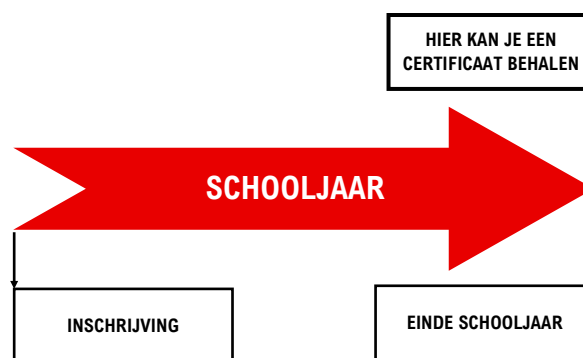 HIER KAN JE EEN
CERTIFICAAT BEHALEN
SCHOOLJAAR
INSCHRIJVING
EINDE SCHOOLJAAR